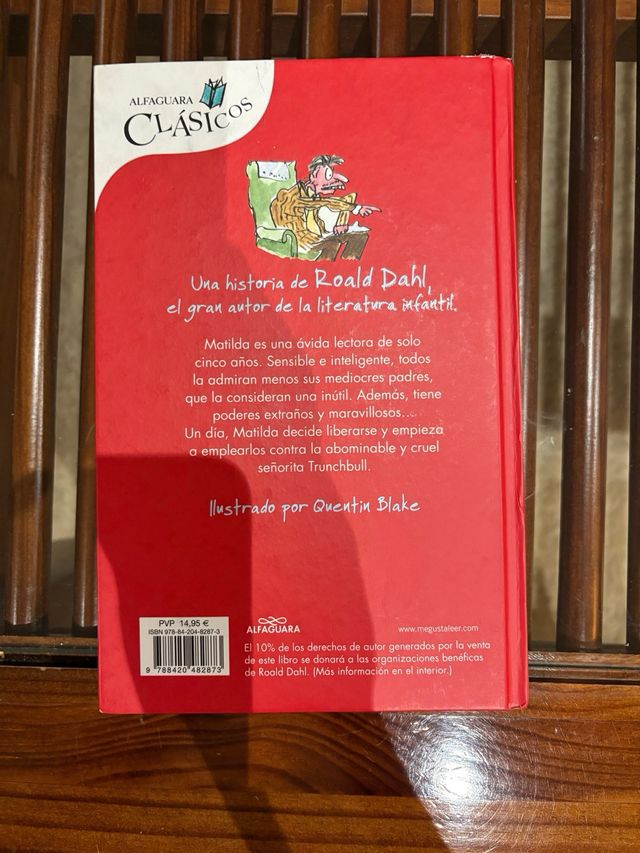 ALFAGUARA
CLÁSICOS
Una historia de Roald Dahl,
el gran autor de la literatura infantil.
Matilda es una ávida lectora de solo
cinco años. Sensible e inteligente, todos
la admiran menos sus mediocres padres,
que la consideran una inútil. Además, tiene
poderes extraños y maravillosos...
Un día, Matilda decide liberarse y empieza
a emplearlos contra la abominable y cruel
señorita Trunchbull.
Ilustrado por Quentin Blake
PVP 14,95 €
ISBN 978-84-204-8287-3
9 788420 482873
ALFAGUARA
www.megustaleer.com
El 10% de los derechos de autor generados por la venta
de este libro se donará a las organizaciones benéficas
de Roald Dahl. (Más información en el interior.)